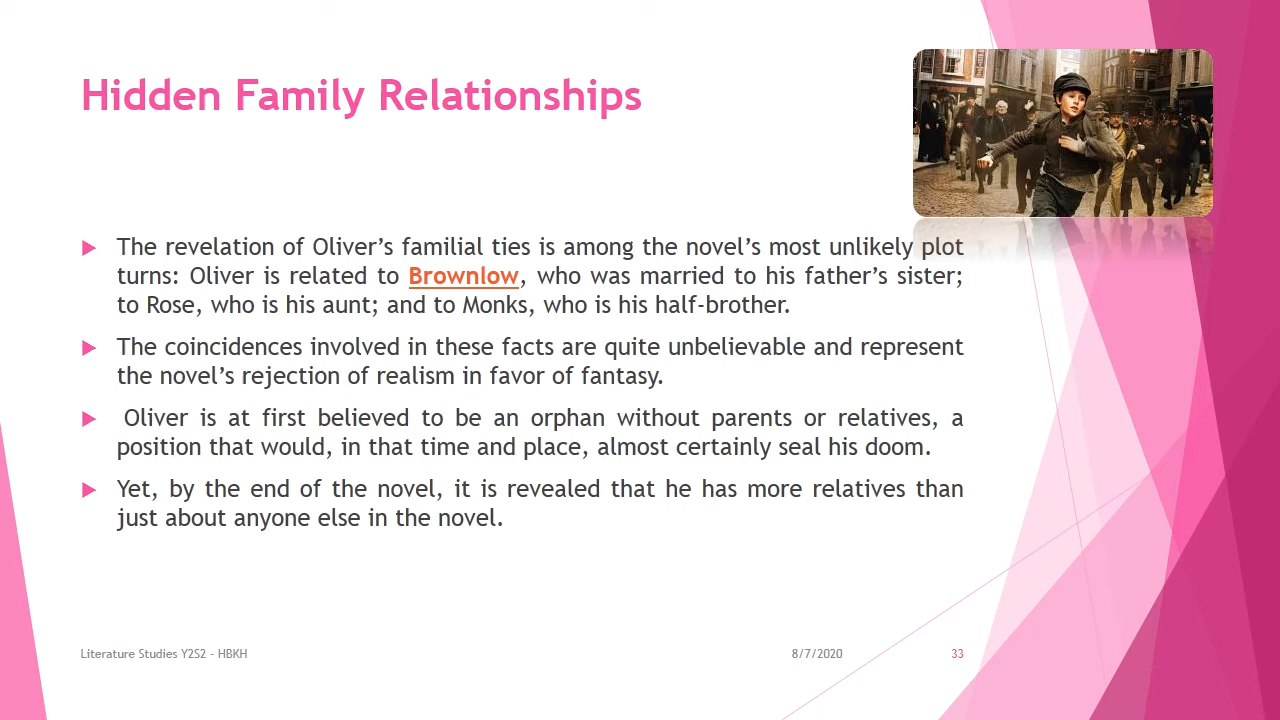 Hidden Family Relationships
The revelation of Oliver’s familial ties is among the novel’s most unlikely plot
turns: Oliver is related to Brownlow, who was married to his father’s sister;
to Rose, who is his aunt; and to Monks, who is his half-brother.
The coincidences involved in these facts are quite unbelievable and represent
the novel’s rejection of realism in favor of fantasy.
Oliver is at first believed to be an orphan without parents or relatives, a
position that would, in that time and place, almost certainly seal his doom.
Yet, by the end of the novel, it is revealed that he has more relatives than
just about anyone else in the novel.
Literature Studies Y2S2 - HBKH
8/7/2020
33